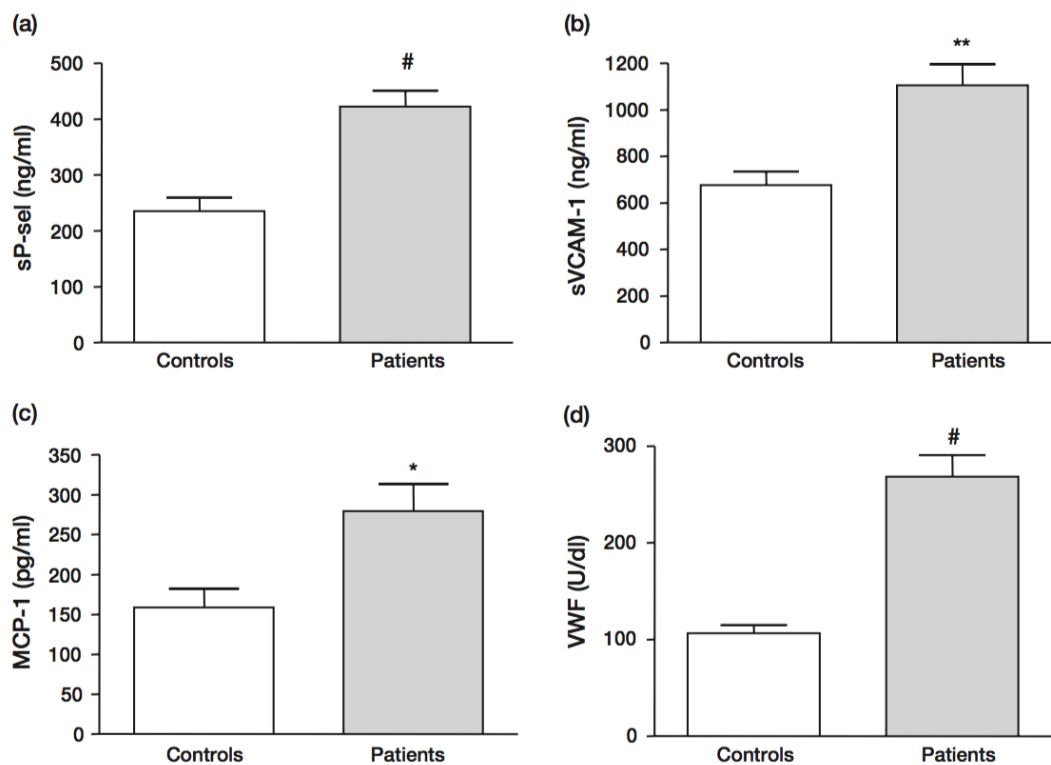 (a)
sP-sel (ng/ml)
500
400
300
200
100
0
#
Controls
Patients
(b)
sVCAM-1 (ng/ml)
1200
1000
800
600
400
200
0
**
Controls
Patients
(c)
MCP-1 (pg/ml)
350
300
250
200
150
100
50
0
*
Controls
Patients
(d)
VWF (U/dl)
300
200
100
0
#
Controls
Patients